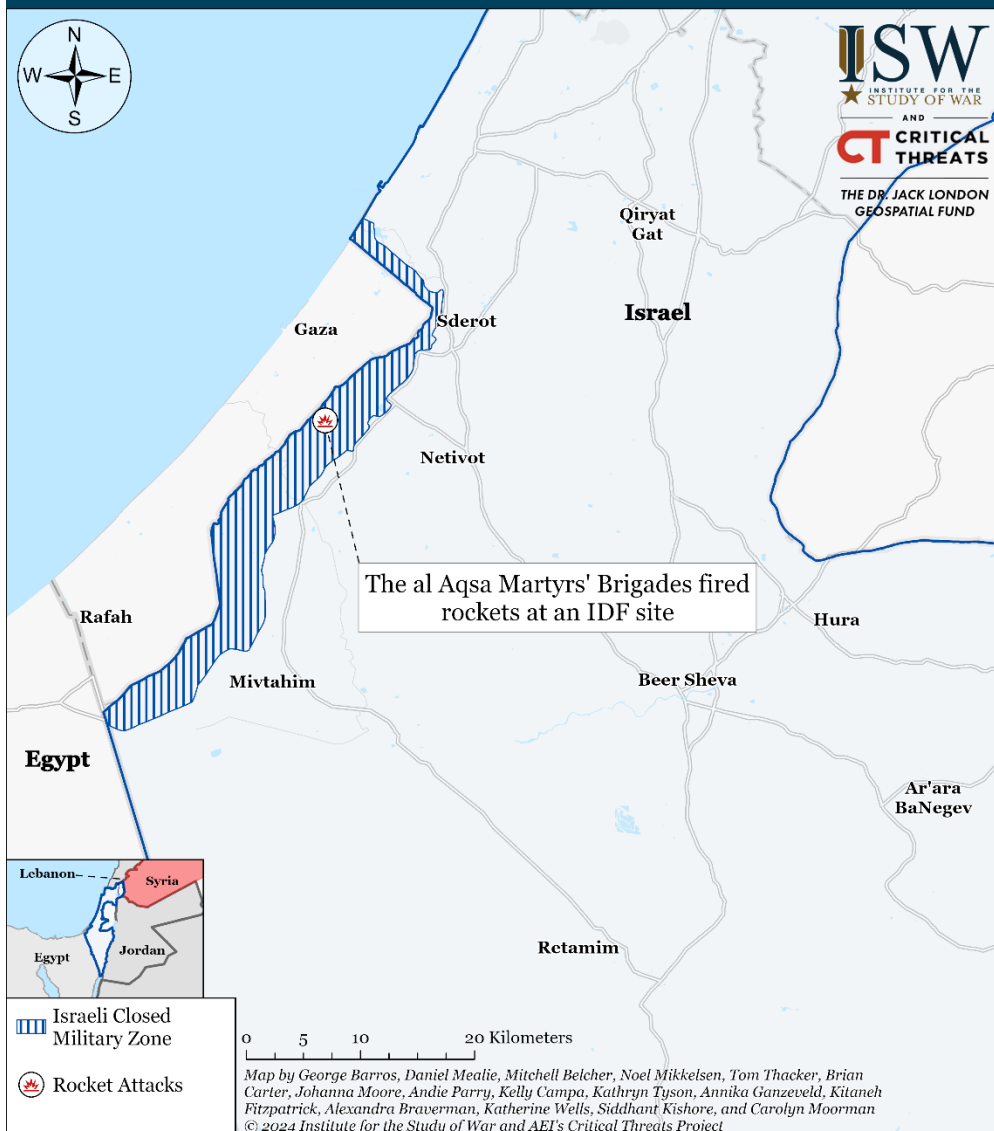 N
W
E
S
ISW
INSTITUTE FOR THE
STUDY OF WAR
AND
CT CRITICAL
THREATS
THE DR. JACK LONDON
GEOSPATIAL FUND
Qiryat
Gat
Israel
Gaza
Sderot
Netivot
The al Aqsa Martyrs' Brigades fired
rockets at an IDF site
Rafah
Hura
Mivtahim
Beer Sheva
Egypt
Ar'ara
BaNegev
Lebanon
Syria
Egypt
Jordan
Retamim
Israeli Closed
Military Zone
Rocket Attacks
0 5 10 20 Kilometers
Map by George Barros, Daniel Mealie, Mitchell Belcher, Noel Mikkelsen, Tom Thacker, Brian
Carter, Johanna Moore, Andie Parry, Kelly Campa, Kathryn Tyson, Annika Ganzeveld, Kitaneh
Fitzpatrick, Alexandra Braverman, Katherine Wells, Siddhant Kishore, and Carolyn Moorman
© 2024 Institute for the Study of War and AEI's Critical Threats Project